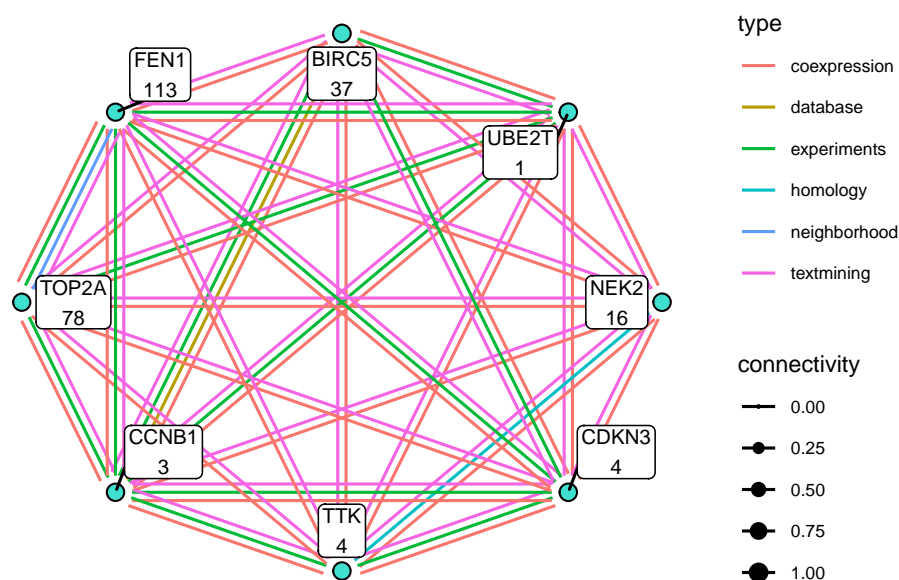 FEN1
113
BIRC5
37
UBE2T
1
TOP2A
78
NEK2
16
CCNB1
3
CDKN3
4
TTK
4
type
coexpression
database
experiments
homology
neighborhood
textmining
connectivity
0.00
0.25
0.50
0.75
1.00